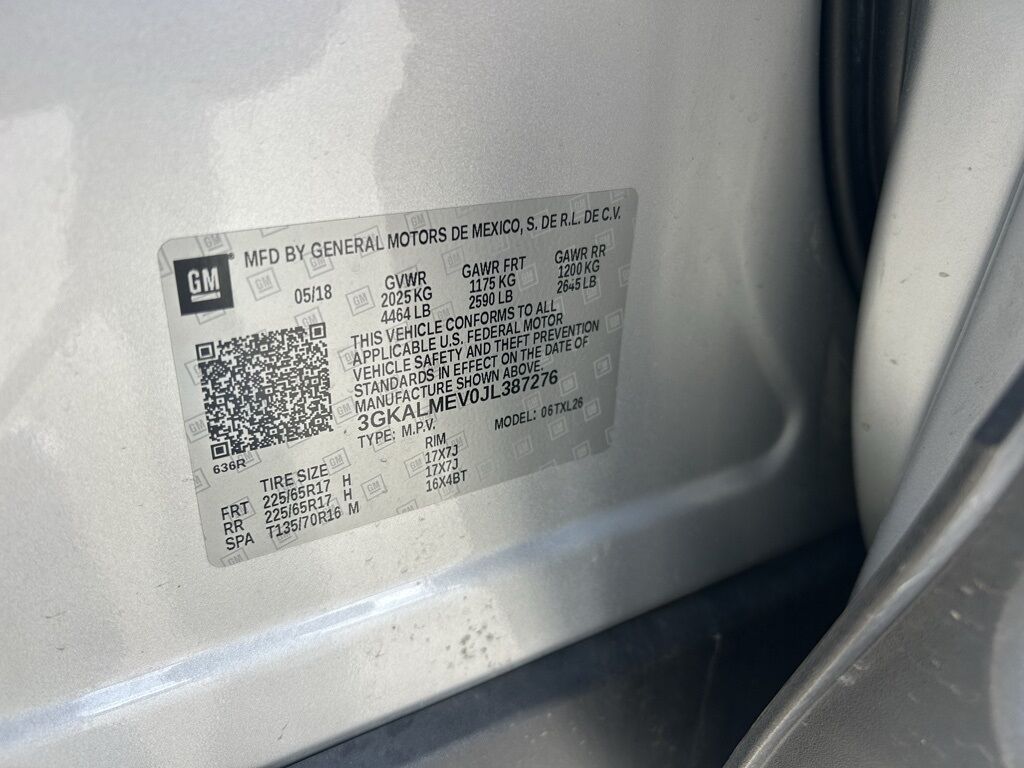 GM
MFD BY GENERAL MOTORS DE MEXICO, S. DE R.L. DE C.V.
05/18
GVWR GAWR FRT GAWR RR
2025 KG 1175 KG 1200 KG
4464 LB 2590 LB 2645 LB
THIS VEHICLE CONFORMS TO ALL
APPLICABLE U.S. FEDERAL MOTOR
VEHICLE SAFETY AND THEFT PREVENTION
STANDARDS IN EFFECT ON THE DATE OF
MANUFACTURE SHOWN ABOVE.
3GKALMEV0JL387276
TYPE: M.P.V. MODEL: 06TXL26
636R
TIRE SIZE RIM
FRT 225/65R17 H 17X7J
RR 225/65R17 H 17X7J
SPA T135/70R16 M 16X4BT